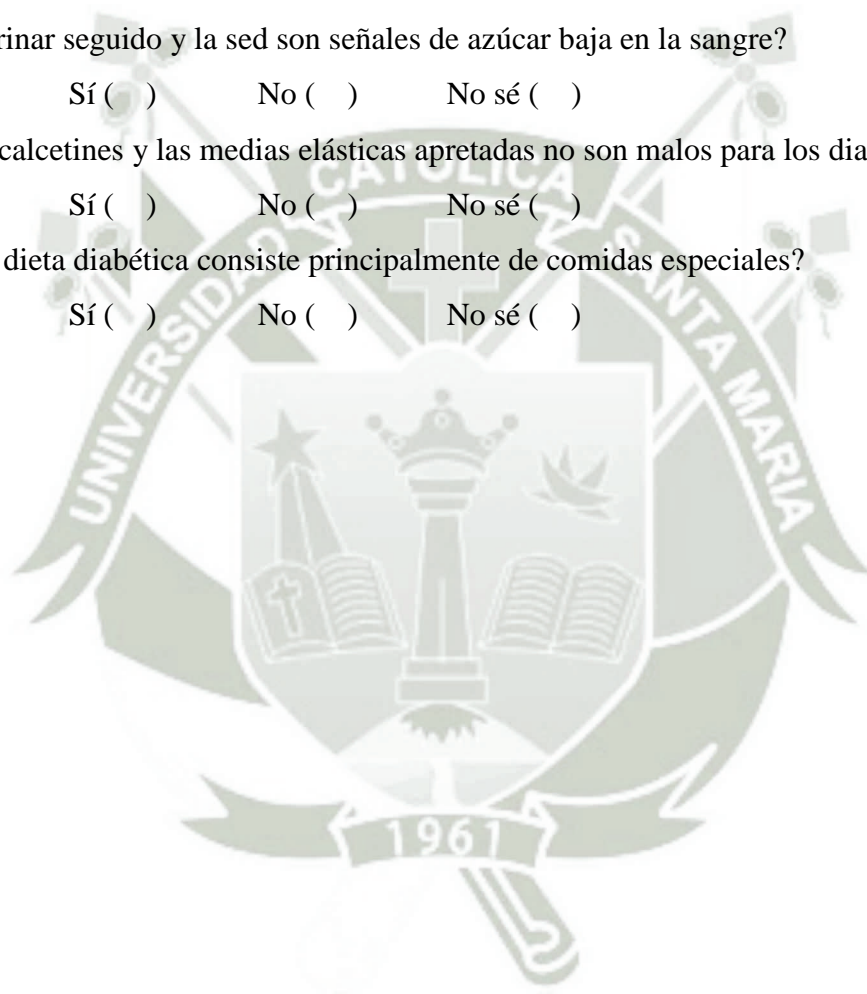 rinar seguido y la sed son señales de azúcar baja en la sangre?
Sí (   ) No (   ) No sé (   )
calcetines y las medias elásticas apretadas no son malos para los dia
Sí (   ) No (   ) No sé (   )
dieta diabética consiste principalmente de comidas especiales?
Sí (   ) No (   ) No sé (   )
UNIVERSIDAD CATOLICA SANTA MARIA
1961